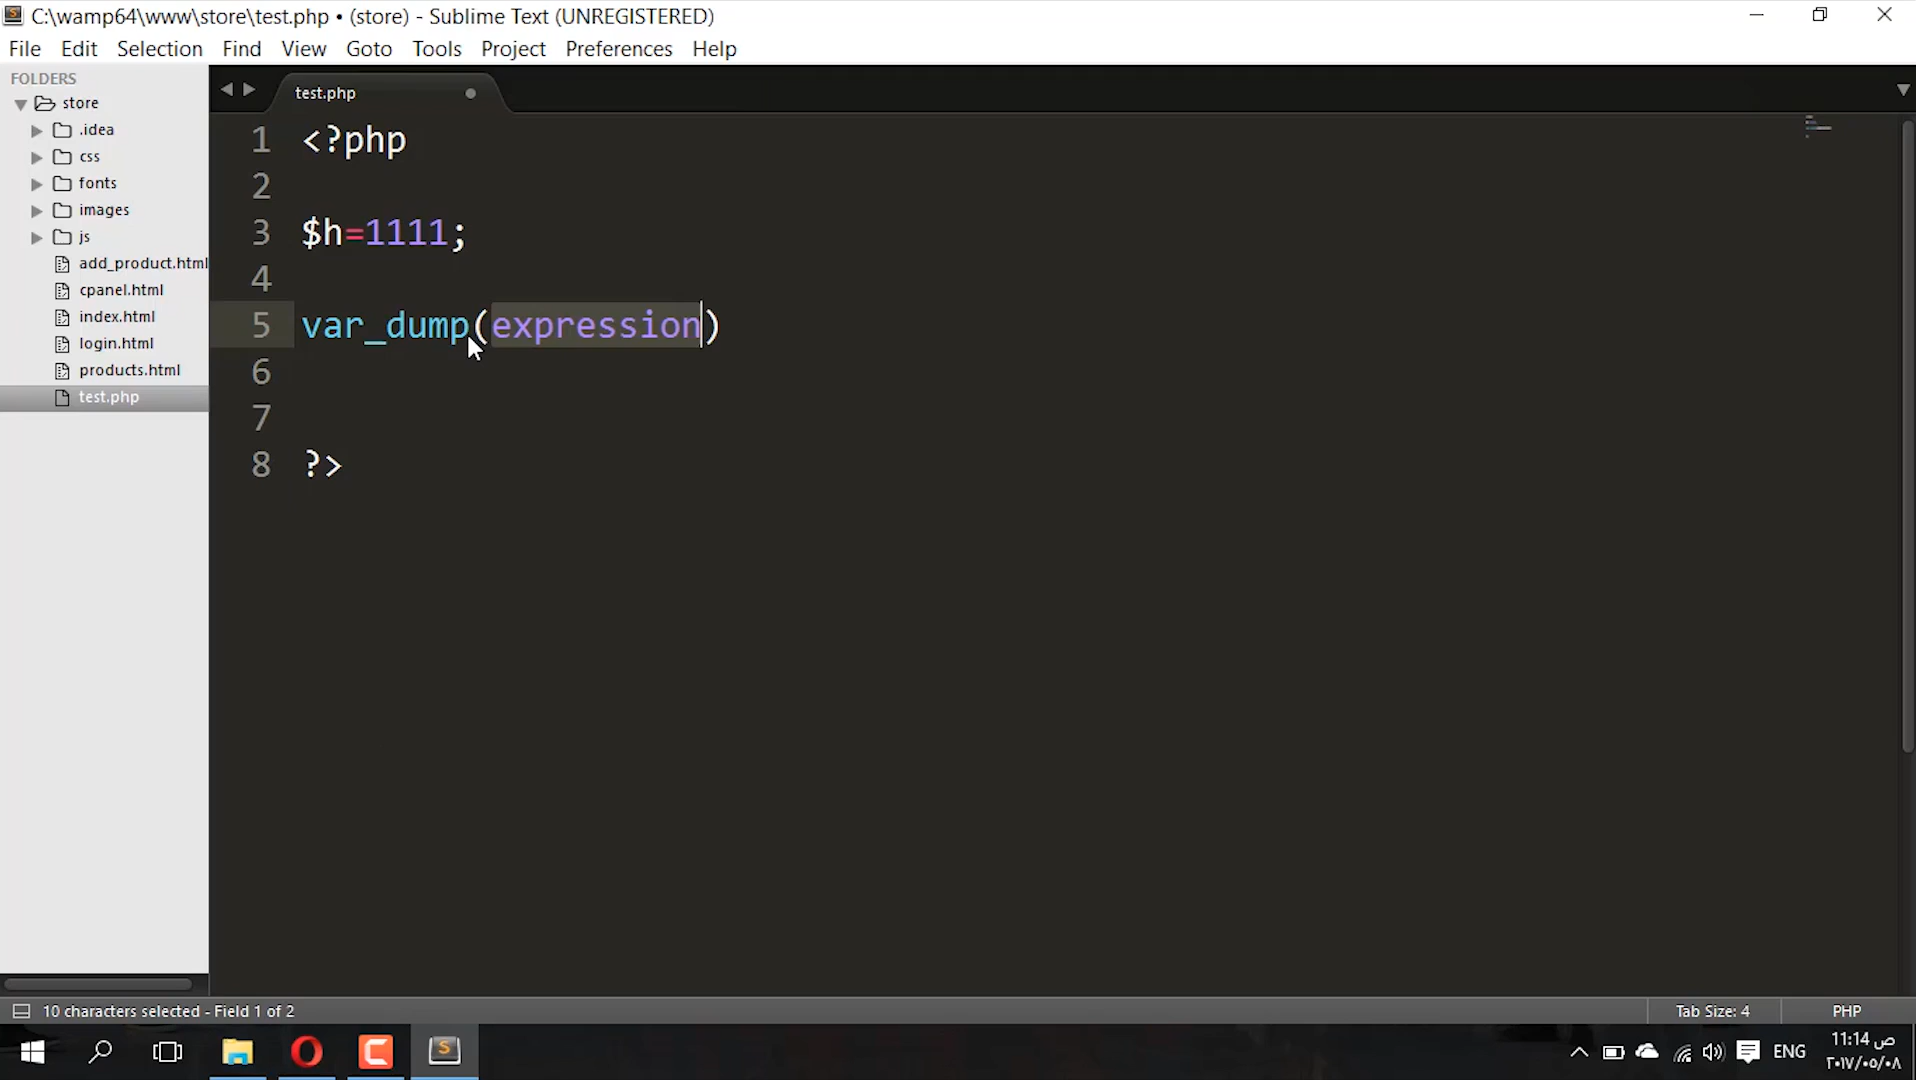 C:\wamp64\www\store\test.php • (store) - Sublime Text (UNREGISTERED)
File Edit Selection Find View Goto Tools Project Preferences Help
FOLDERS
store
.idea
css
fonts
images
js
add_product.html
cpanel.html
index.html
login.html
products.html
test.php
test.php
1 <?php
2
3 $h=1111;
4
5 var_dump(expression)
6
7
8 ?>
10 characters selected - Field 1 of 2
Tab Size: 4
PHP
ENG
11:14 ص
٢٠١٧/٠٥/٠٨